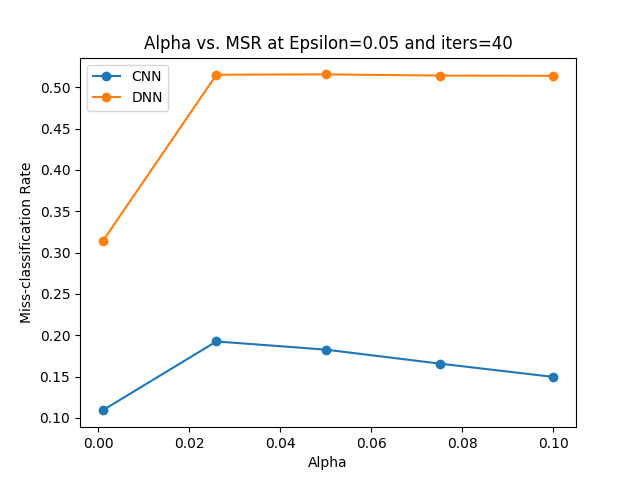 Alpha vs. MSR at Epsilon=0.05 and iters=40
CNN
DNN
Miss-classification Rate
0.50
0.45
0.40
0.35
0.30
0.25
0.20
0.15
0.10
0.00 0.02 0.04 0.06 0.08 0.10
Alpha